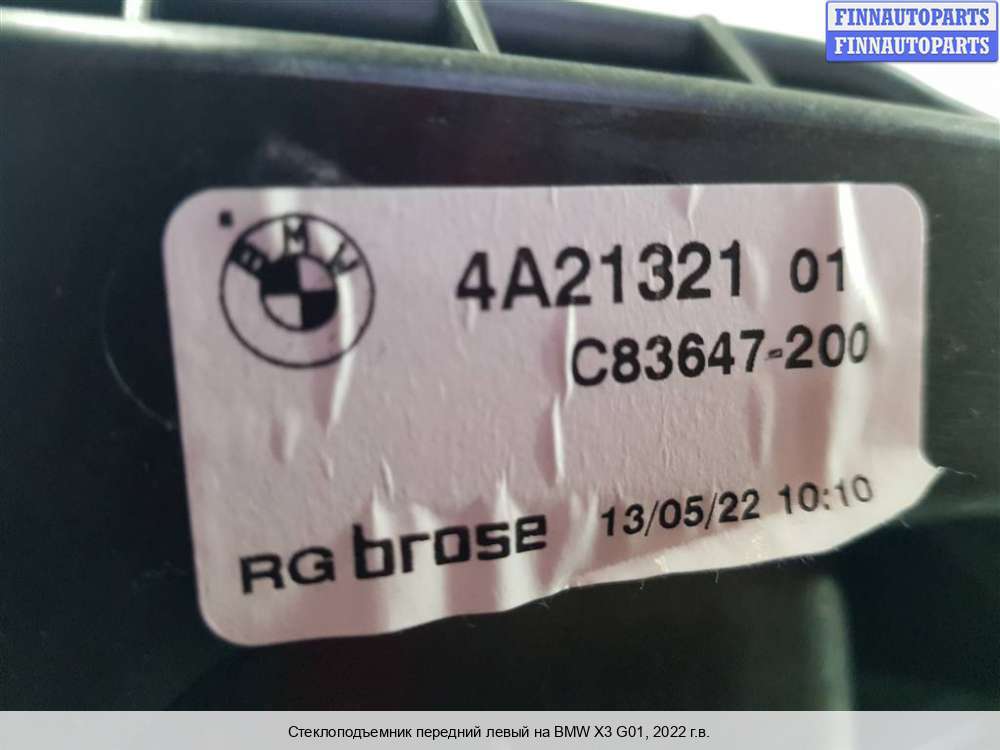 FINNAUTOPARTS
FINNAUTOPARTS
BMW
4A21321 01
C83647-200
RG brose 13/05/22 10:10
Стеклоподъемник передний левый на BMW X3 G01, 2022 г.в.